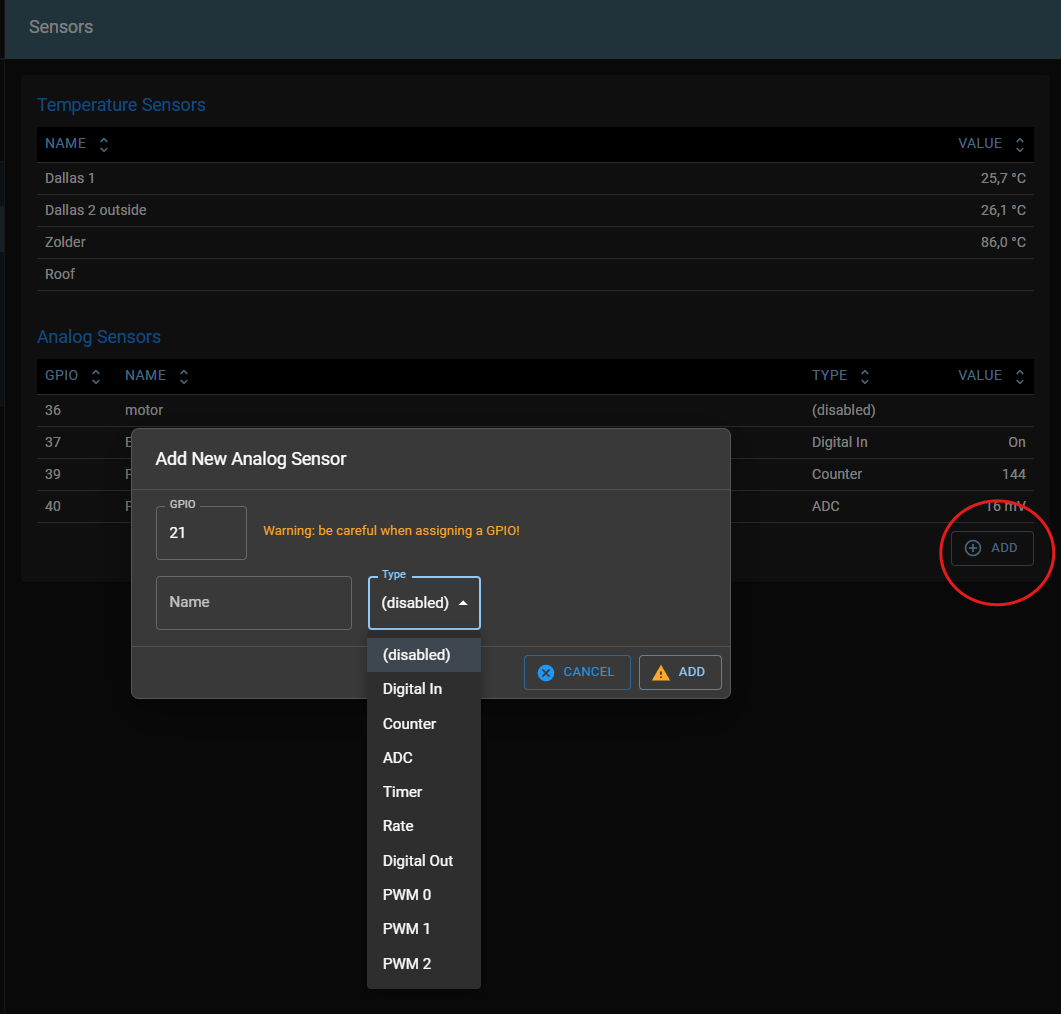 Sensors
Temperature Sensors
NAME VALUE
Dallas 1 25,7 °C
Dallas 2 outside 26,1 °C
Zolder 86,0 °C
Roof
Analog Sensors
GPIO NAME TYPE VALUE
36 motor (disabled)
37 Digital In On
39 Counter 144
40 ADC 16 mV
ADD
Add New Analog Sensor
GPIO
21 Warning: be careful when assigning a GPIO!
Name
Type
(disabled)
(disabled)
Digital In
Counter
ADC
Timer
Rate
Digital Out
PWM 0
PWM 1
PWM 2
CANCEL ADD